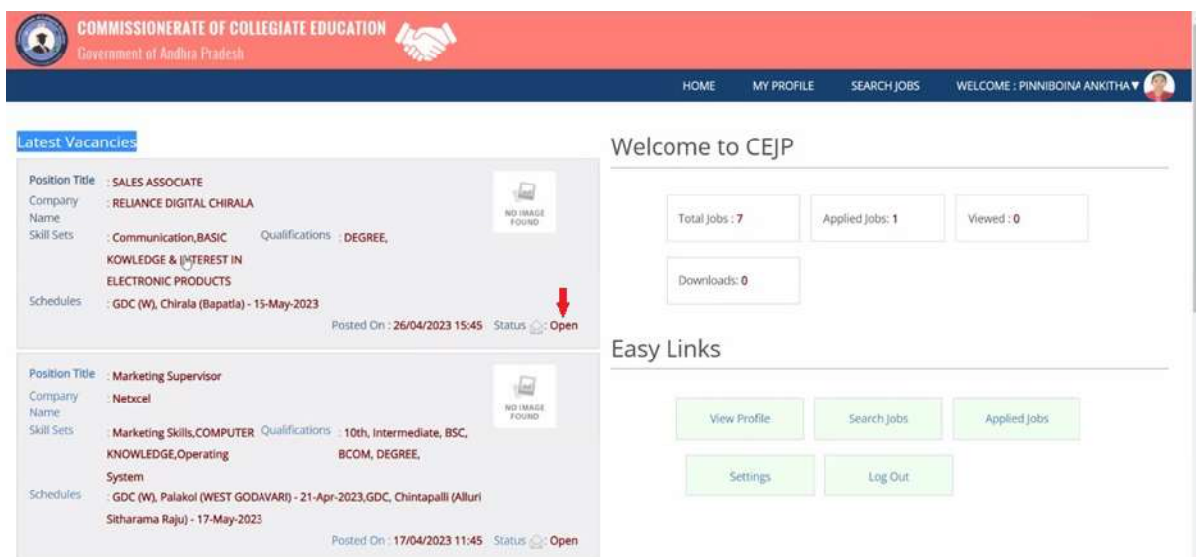 COMMISSIONERATE OF COLLEGIATE EDUCATION
Government of Andhra Pradesh
HOME MY PROFILE SEARCH JOBS WELCOME : PINNIBOINA ANKITHA ▼
Latest Vacancies
Position Title : SALES ASSOCIATE
Company Name : RELIANCE DIGITAL CHIRALA
NO IMAGE
FOUND
Skill Sets : Communication,BASIC Qualifications : DEGREE,
KOWLEDGE & INTEREST IN
ELECTRONIC PRODUCTS
Schedules : GDC (W), Chirala (Bapatla) - 15-May-2023
Posted On : 26/04/2023 15:45 Status : Open
Position Title : Marketing Supervisor
Company Name : Netxcel
NO IMAGE
FOUND
Skill Sets : Marketing Skills,COMPUTER Qualifications : 10th, Intermediate, BSC,
KNOWLEDGE,Operating BCOM, DEGREE,
System
Schedules : GDC (W), Palakol (WEST GODAVARI) - 21-Apr-2023,GDC, Chintapalli (Alluri
Sitharama Raju) - 17-May-2023
Posted On : 17/04/2023 11:45 Status : Open
Welcome to CEJP
Total Jobs : 7 Applied Jobs: 1 Viewed : 0
Downloads: 0
Easy Links
View Profile Search Jobs Applied Jobs
Settings Log Out